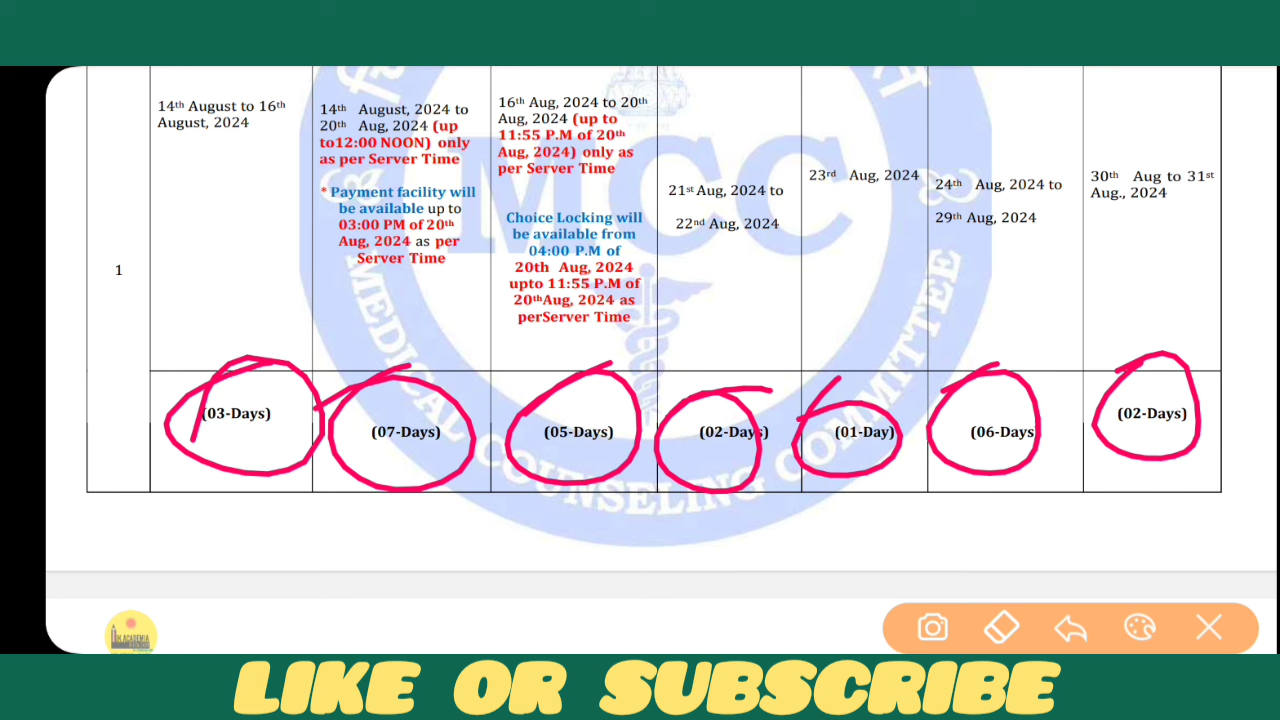 14th August to 16th
August, 2024
14th August, 2024 to
20th Aug, 2024 (up
to12:00 NOON) only
as per Server Time
* Payment facility will
be available up to
03:00 PM of 20th
Aug, 2024 as per
Server Time
16th Aug, 2024 to 20th
Aug, 2024 (up to
11:55 P.M of 20th
Aug, 2024) only as
per Server Time
Choice Locking will
be available from
04:00 P.M of
20th Aug, 2024
upto 11:55 P.M of
20thAug, 2024 as
perServer Time
21st Aug, 2024 to
22nd Aug, 2024
23rd Aug, 2024
24th Aug, 2024 to
29th Aug, 2024
30th Aug to 31st
Aug., 2024
1
(03-Days)
(07-Days)
(05-Days)
(02-Days)
(01-Day)
(06-Days)
(02-Days)
MCC
MEDICAL COUNSELING COMMITTEE
LIKE OR SUBSCRIBE